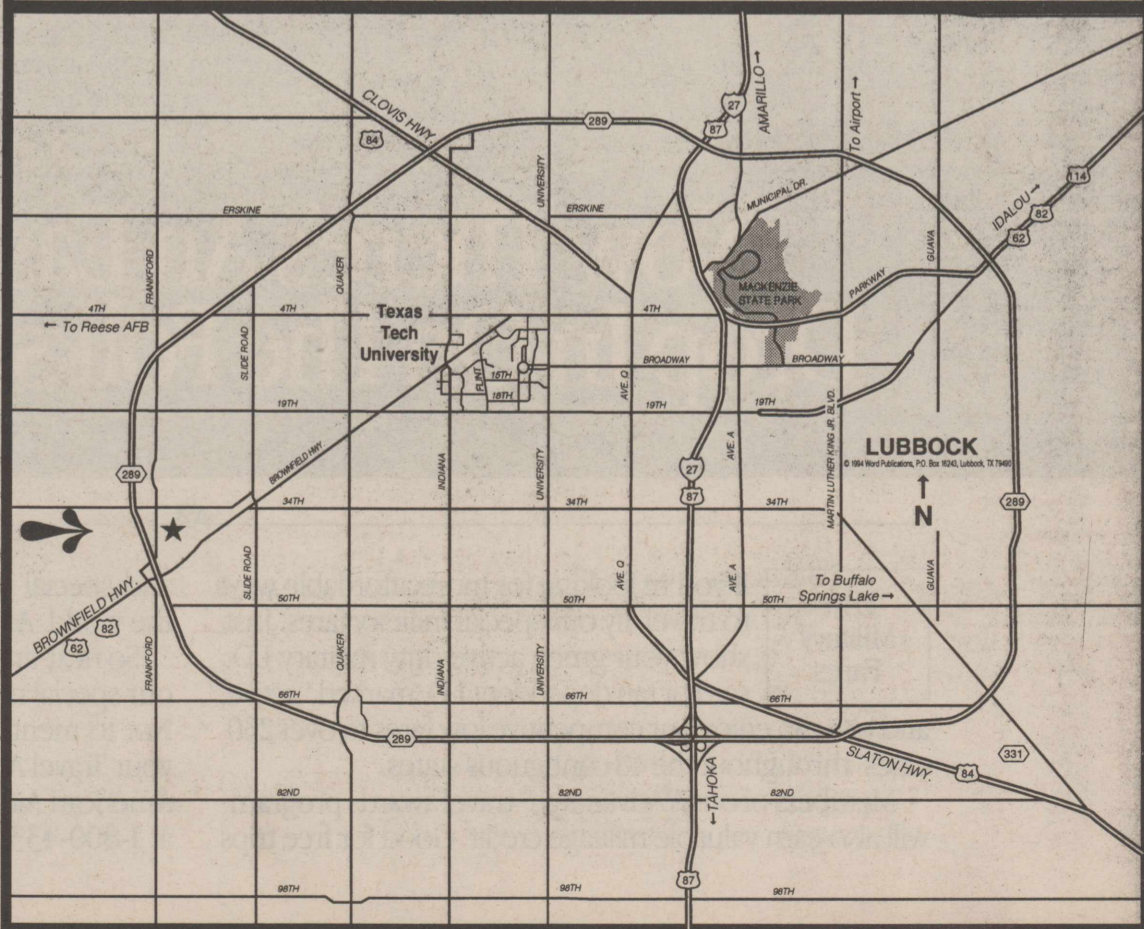 CLOVIS HWY.
84
289
27
87
AMARILLO→
To Airport →
114
82
62
IDALOU→
MUNICIPAL DR.
UNIVERSITY
ERSKINE
ERSKINE
FRANKFORD
QUAKER
GUAVA
MACKENZIE
STATE PARK
PARKWAY
4TH
4TH
4TH
← To Reese AFB
Texas
Tech
University
SLIDE ROAD
FLINT
15TH
18TH
BROADWAY
BROADWAY
AVE. Q
19TH
19TH
19TH
BROWNFIELD HWY.
INDIANA
UNIVERSITY
AVE. A
MARTIN LUTHER KING JR. BLVD.
LUBBOCK
© 1994 Word Publications, P.O. Box 16243, Lubbock, TX 79490
↑
N
289
27
87
289
34TH
34TH
34TH
★
SLIDE ROAD
AVE. Q
AVE. A
To Buffalo
Springs Lake→
GUAVA
50TH
50TH
50TH
BROWNFIELD HWY.
82
62
FRANKFORD
QUAKER
INDIANA
UNIVERSITY
66TH
66TH
66TH
289
SLATON HWY.
84
331
←TAHOKA
82ND
82ND
82ND
87
98TH
98TH
98TH